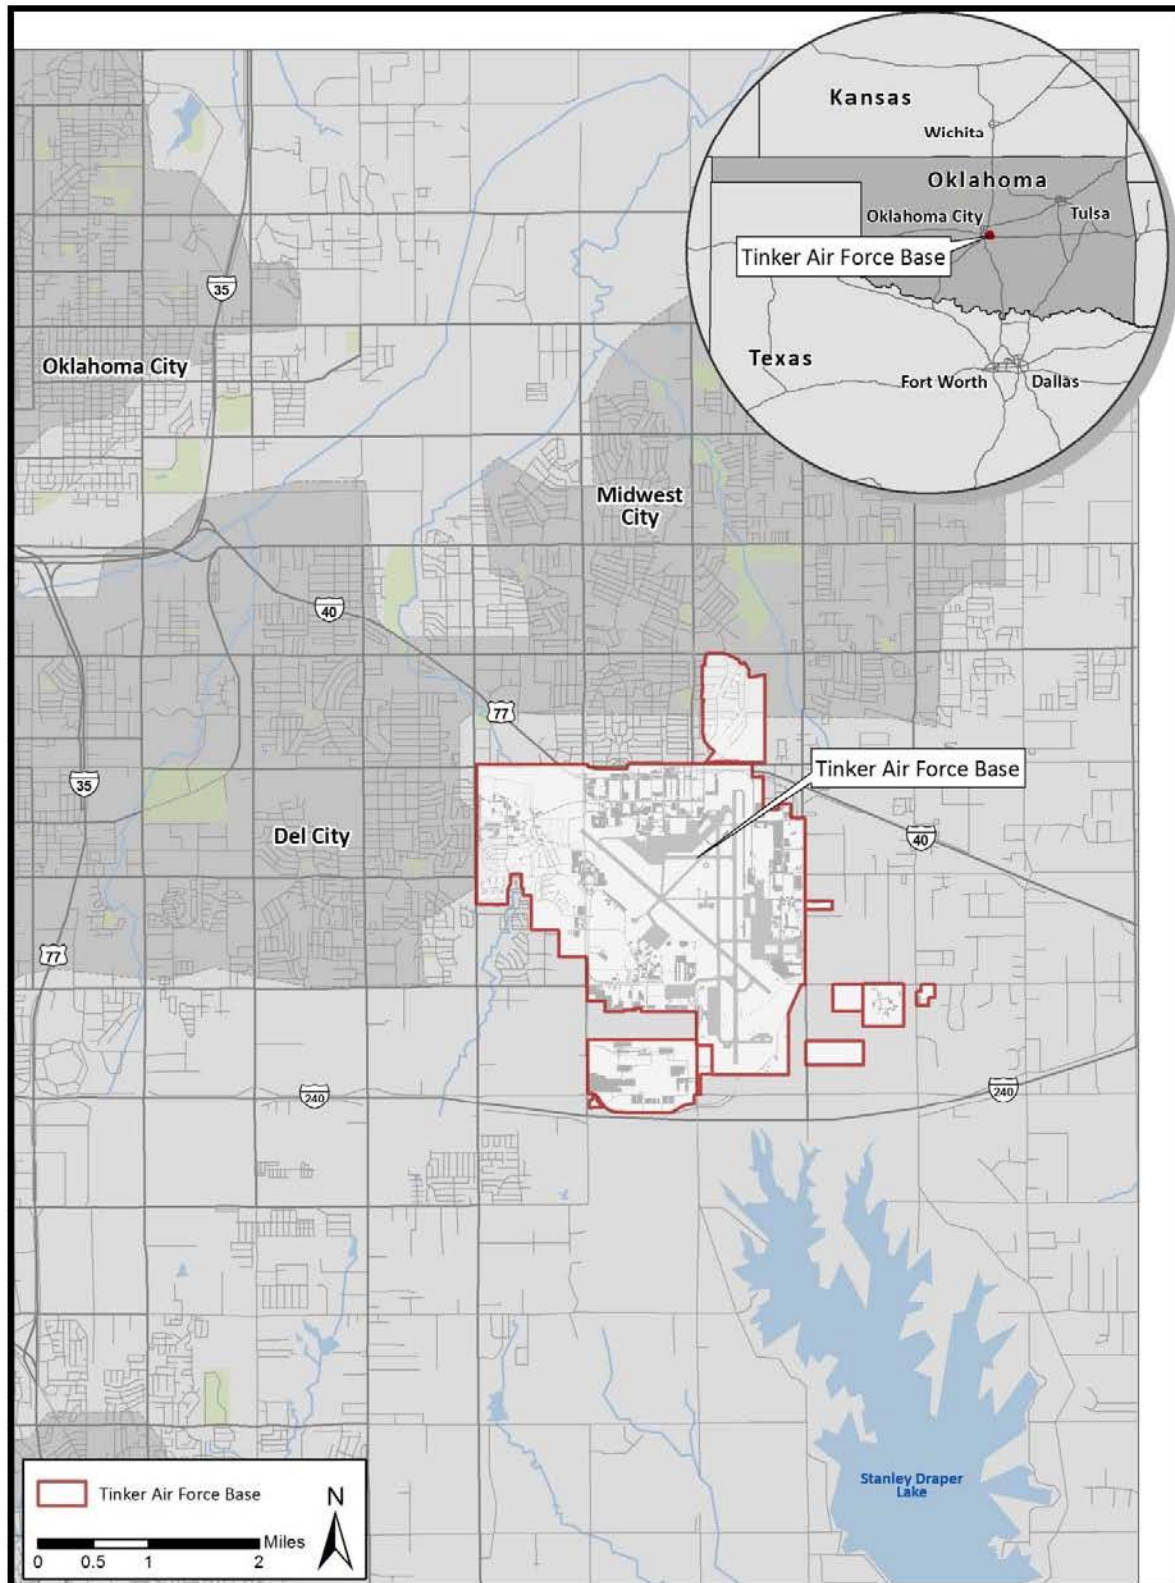 Kansas
Wichita
Oklahoma
Oklahoma City
Tulsa
Tinker Air Force Base
Texas
Fort Worth
Dallas
35
Oklahoma City
Midwest
City
40
77
Tinker Air Force Base
35
Del City
40
77
240
240
Stanley Draper
Lake
Tinker Air Force Base
N
Miles
0
0.5
1
2